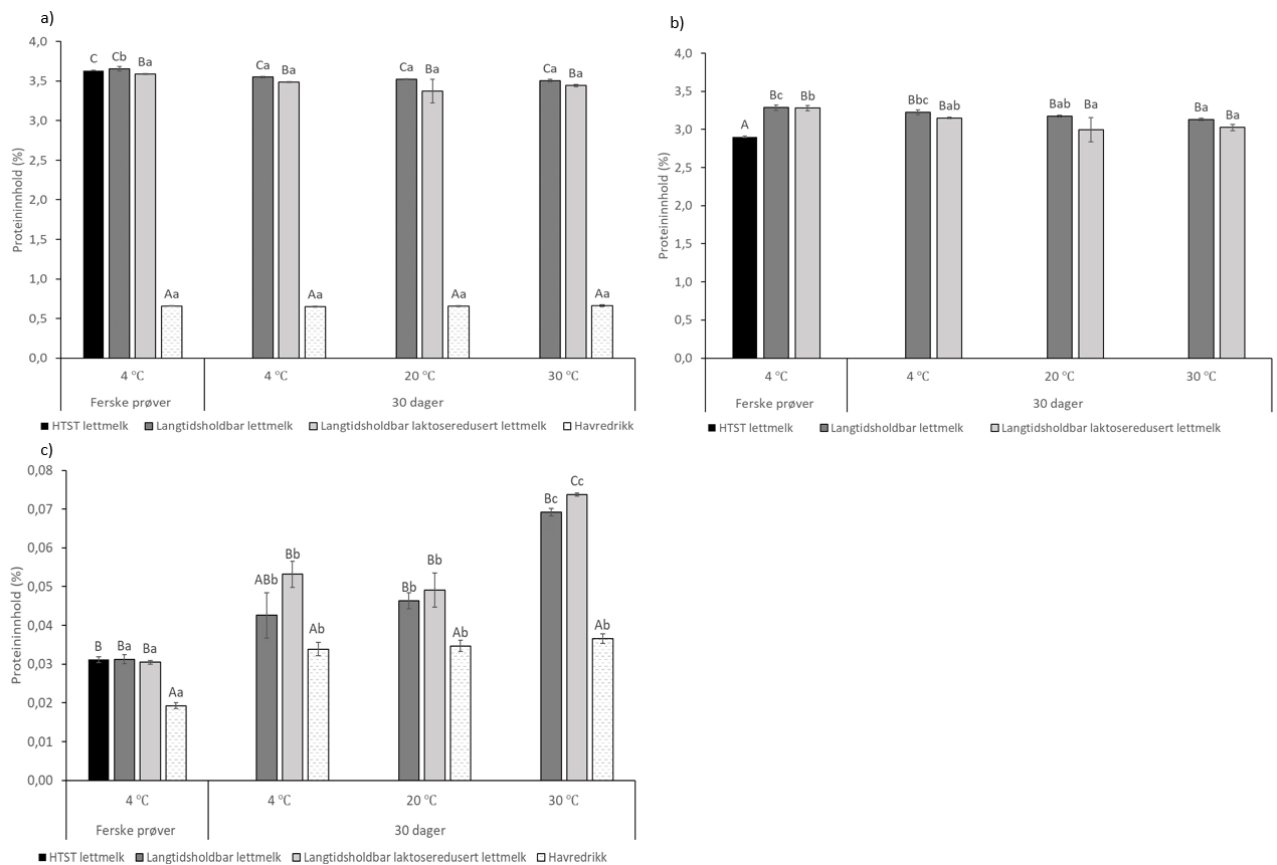 a)
4,0
3,5
3,0
2,5
2,0
1,5
1,0
0,5
0,0
Proteininnhold (%)
C Cb Ba Aa Ca Ba Aa Ca Ba Aa Ca Ba Aa
4 °C 4 °C 20 °C 30 °C
Ferske prøver 30 dager
HTST lettmelk Langtidsholdbar lettmelk Langtidsholdbar laktoseredusert lettmelk Havredrikk
b)
4,0
3,5
3,0
2,5
2,0
1,5
1,0
0,5
0,0
Proteininnhold (%)
A Bc Bb Bbc Bab Bab Ba Ba Ba
4 °C 4 °C 20 °C 30 °C
Ferske prøver 30 dager
HTST lettmelk Langtidsholdbar lettmelk Langtidsholdbar laktoseredusert lettmelk
c)
0,08
0,07
0,06
0,05
0,04
0,03
0,02
0,01
0,00
Proteininnhold (%)
B Ba Ba Aa ABb Bb Ab Bb Bb Ab Bc Cc Ab
4 °C 4 °C 20 °C 30 °C
Ferske prøver 30 dager
HTST lettmelk Langtidsholdbar lettmelk Langtidsholdbar laktoseredusert lettmelk Havredrikk